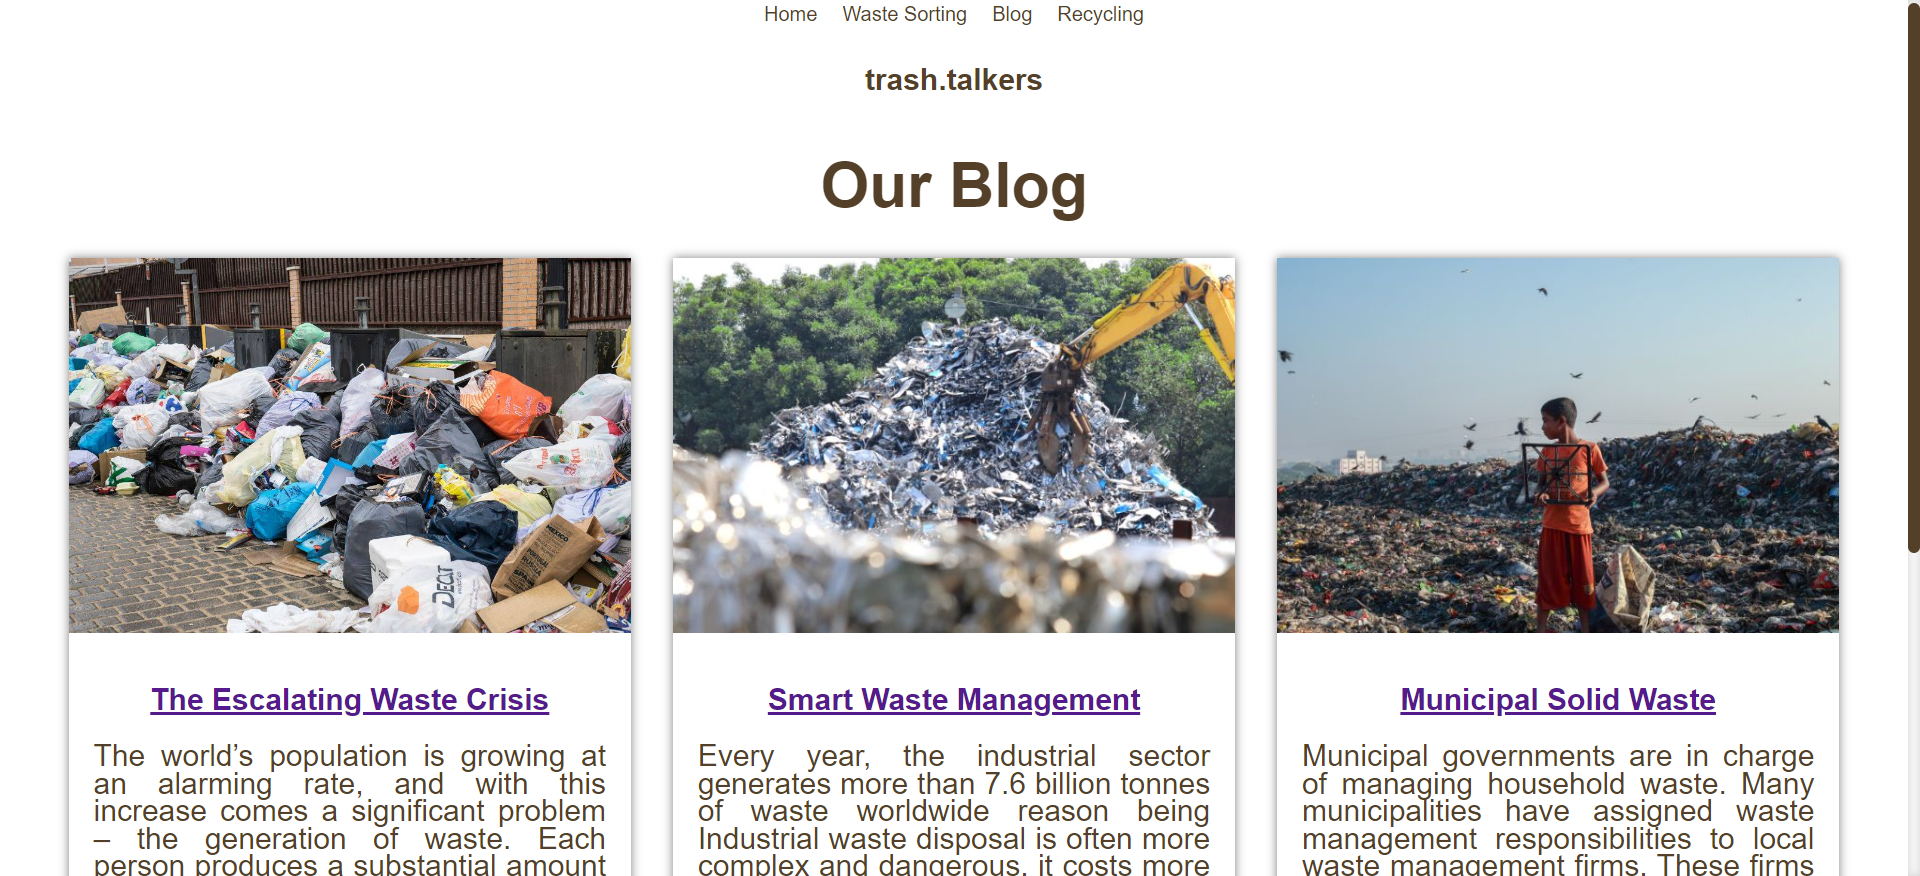 Home Waste Sorting Blog Recycling
trash.talkers
Our Blog
The Escalating Waste Crisis
The world’s population is growing at
an alarming rate, and with this
increase comes a significant problem
– the generation of waste. Each
person produces a substantial amount
Smart Waste Management
Every year, the industrial sector
generates more than 7.6 billion tonnes
of waste worldwide reason being
Industrial waste disposal is often more
complex and dangerous, it costs more
Municipal Solid Waste
Municipal governments are in charge
of managing household waste. Many
municipalities have assigned waste
management responsibilities to local
waste management firms. These firms